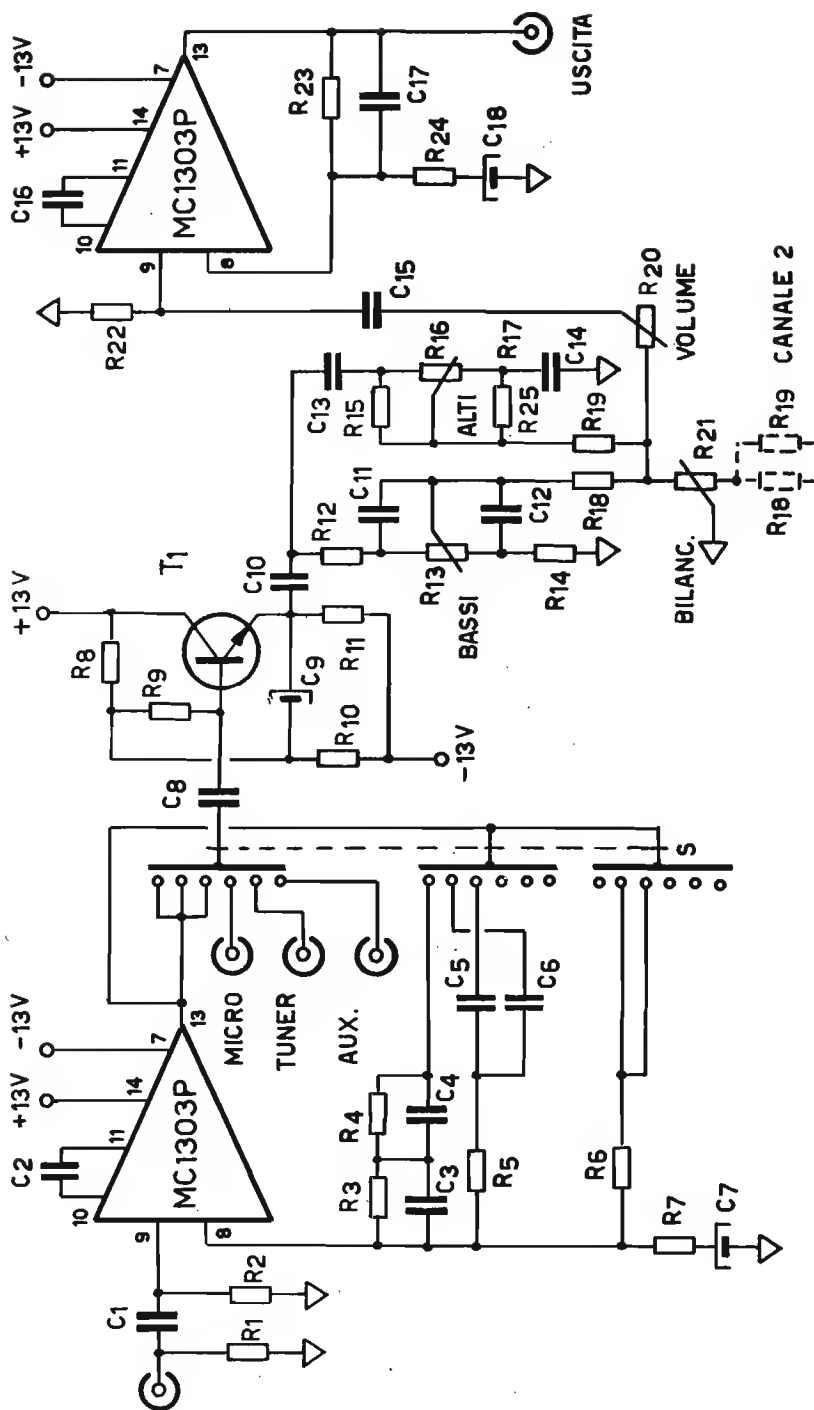 C1
R1
R2
9
8
10
C2
11
MC1303P
14
+13V
7
-13V
13
MICRO
TUNER
AUX.
R3
R4
C3
C4
R5
C5
C6
R6
R7
C7
S
C8
R8
R9
+13V
T1
C9
R10
R11
-13V
C10
R12
C11
R13
BASSI
C12
R14
R18
C13
R15
R16
ALTI
R17
R25
C14
R19
BILANC.
R21
R18
R19
CANALE 2
R20
VOLUME
C15
R22
9
8
10
C16
11
MC1303P
14
+13V
7
-13V
13
R23
C17
R24
C18
USCITA